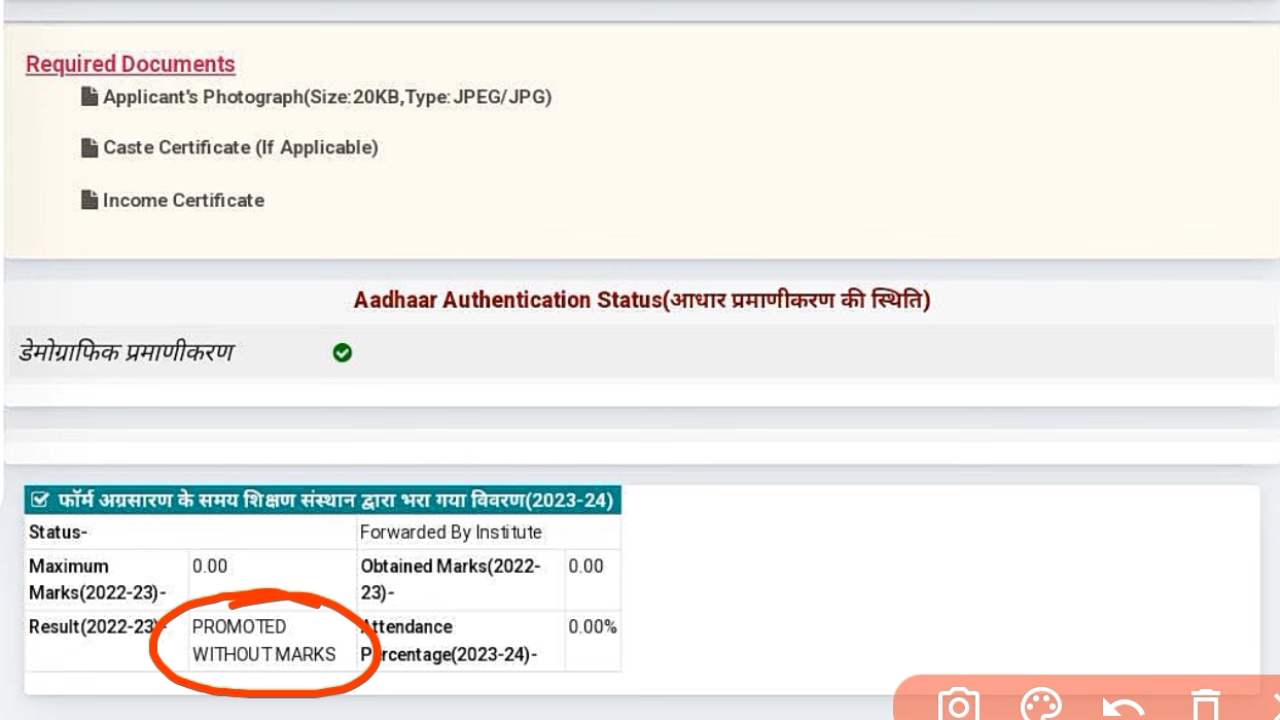 Required Documents
Applicant's Photograph(Size:20KB,Type:JPEG/JPG)
Caste Certificate (If Applicable)
Income Certificate
Aadhaar Authentication Status(आधार प्रमाणीकरण की स्थिति)
डेमोग्राफिक प्रमाणीकरण
फॉर्म अग्रसारण के समय शिक्षण संस्थान द्वारा भरा गया विवरण(2023-24)
Status- Forwarded By Institute
Maximum Marks(2022-23)- 0.00 Obtained Marks(2022-23)- 0.00
Result(2022-23)- PROMOTED WITHOUT MARKS Attendance Percentage(2023-24)- 0.00%